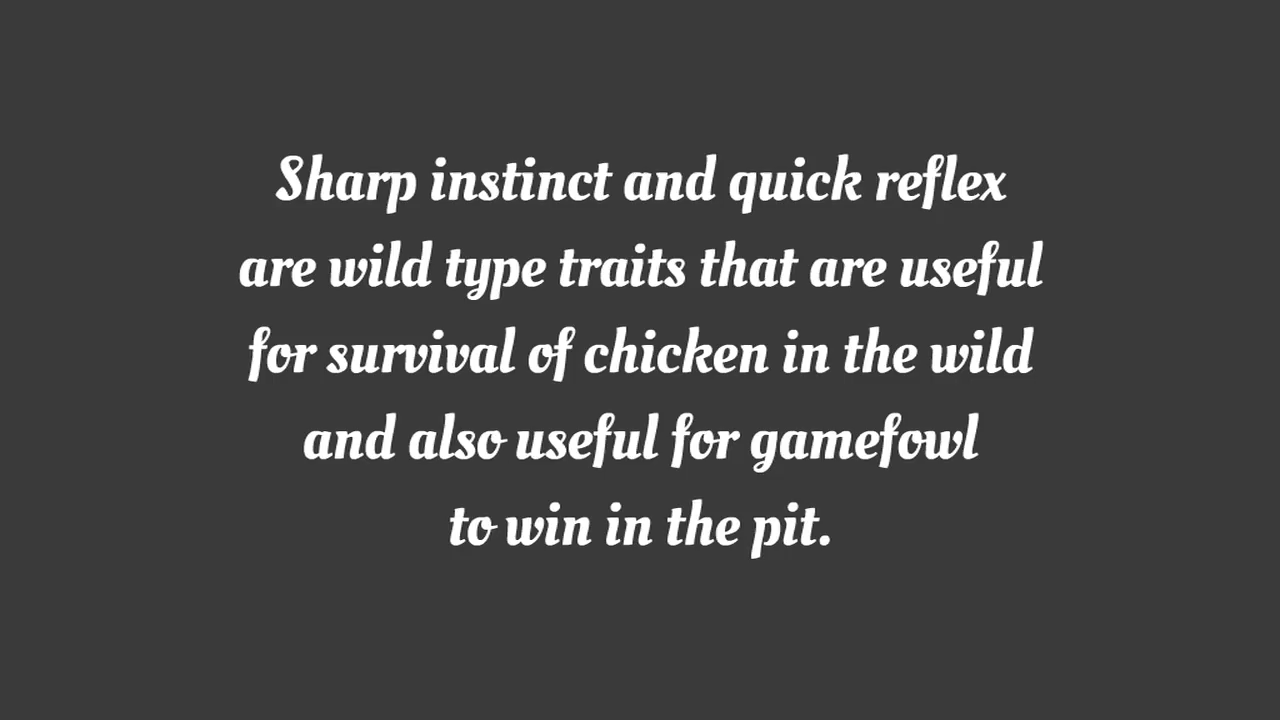 Sharp instinct and quick reflex
are wild type traits that are useful
for survival of chicken in the wild
and also useful for gamefowl
to win in the pit.